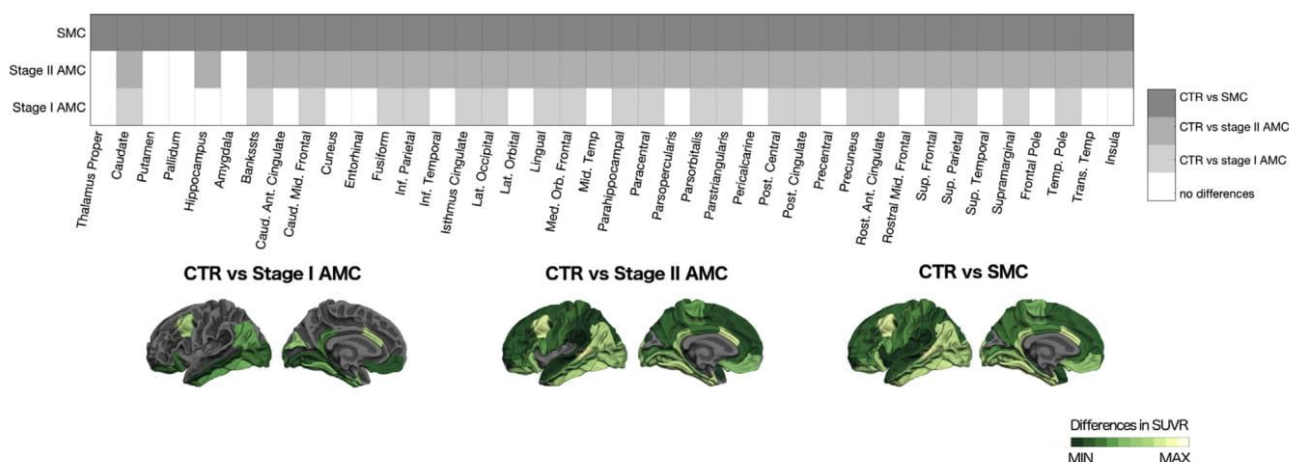 SMC
Stage II AMC
Stage I AMC
Thalamus Proper
Caudate
Putamen
Pallidum
Hippocampus
Amygdala
Bankssts
Caud. Ant. Cingulate
Caud. Mid. Frontal
Cuneus
Entorhinal
Fusiform
Inf. Parietal
Inf. Temporal
Isthmus Cingulate
Lat. Occipital
Lat. Orbital
Lingual
Med. Orb. Frontal
Mid. Temp
Parahippocampal
Paracentral
Parsopercularis
Parsorbitalis
Parstriangularis
Pericalcarine
Post. Central
Post. Cingulate
Precentral
Precuneus
Rost. Ant. Cingulate
Rostral Mid. Frontal
Sup. Frontal
Sup. Parietal
Sup. Temporal
Supramarginal
Frontal Pole
Temp. Pole
Trans. Temp
Insula
CTR vs SMC
CTR vs stage II AMC
CTR vs stage I AMC
no differences
CTR vs Stage I AMC
CTR vs Stage II AMC
CTR vs SMC
Differences in SUVR
MIN
MAX